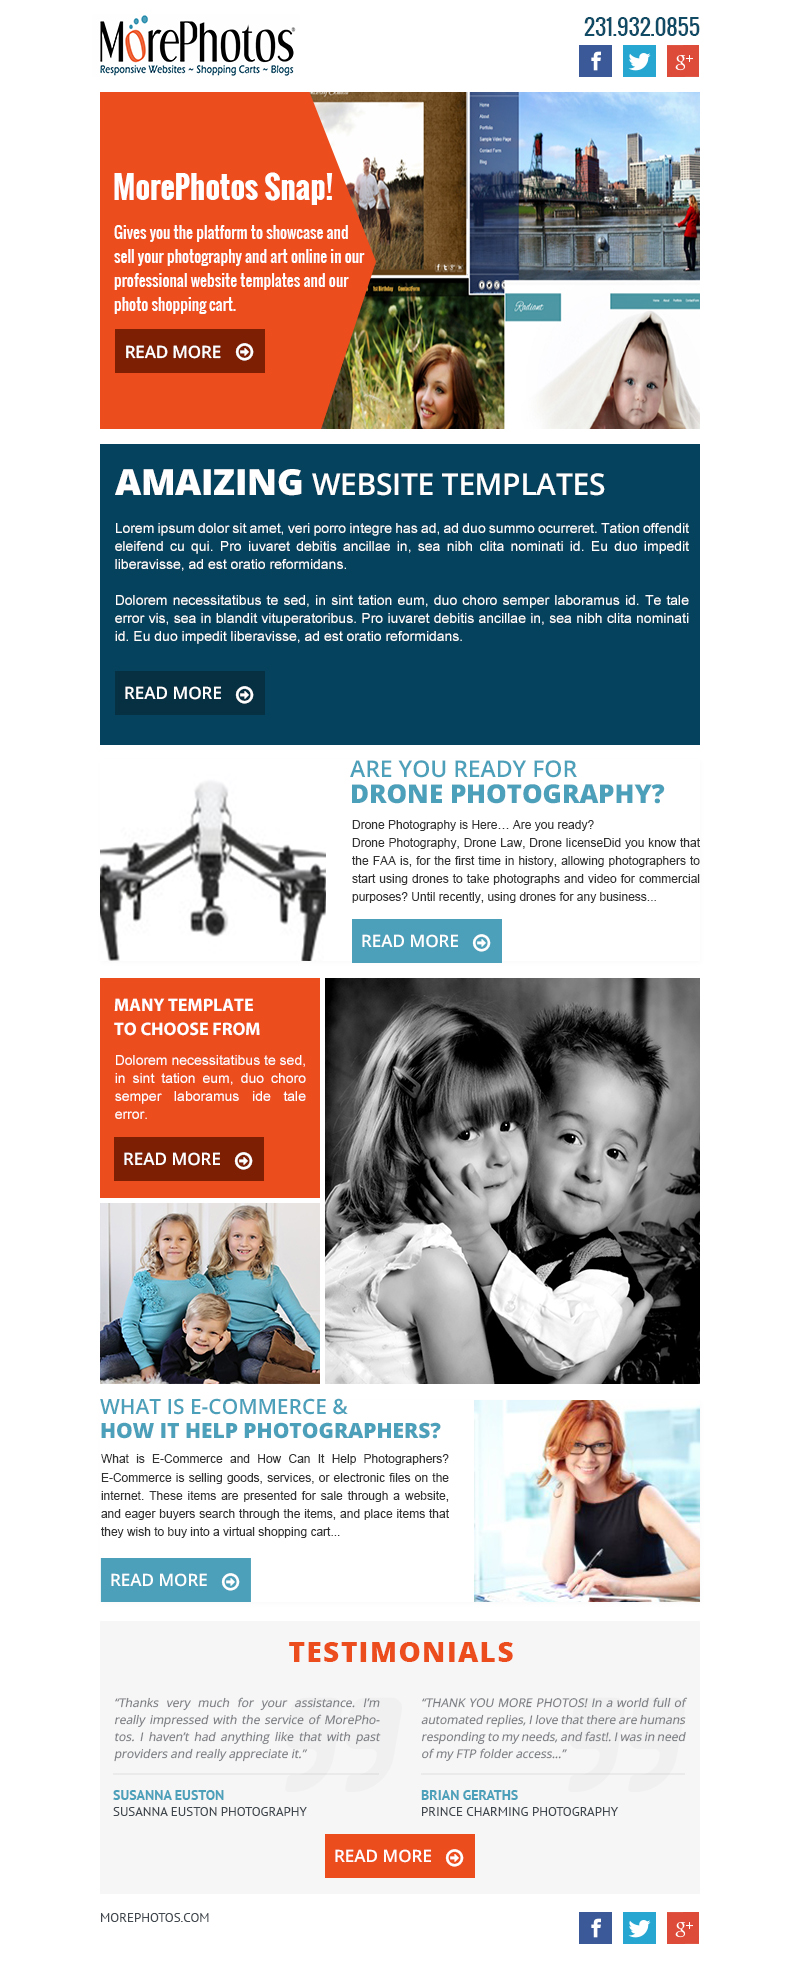 MorePhotos
Responsive Websites ~ Shopping Carts ~ Blogs
231.932.0855
f
g+
MorePhotos Snap!
Gives you the platform to showcase and
sell your photography and art online in our
professional website templates and our
photo shopping cart.
READ MORE
Home
About
Portfolio
Sample Video Page
Contact Form
Blog
1st Birthday Contact Form
Radiant
AMAIZING WEBSITE TEMPLATES
Lorem ipsum dolor sit amet, veri porro integre has ad, ad duo summo ocurreret. Tation offendit
eleifend cu qui. Pro iuvaret debitis ancillae in, sea nibh clita nominati id. Eu duo impedit
liberavisse, ad est oratio reformidans.
Dolorem necessitatibus te sed, in sint tation eum, duo choro semper laboramus id. Te tale
error vis, sea in blandit vituperatoribus. Pro iuvaret debitis ancillae in, sea nibh clita nominati
id. Eu duo impedit liberavisse, ad est oratio reformidans.
READ MORE
ARE YOU READY FOR
DRONE PHOTOGRAPHY?
Drone Photography is Here… Are you ready?
Drone Photography, Drone Law, Drone licenseDid you know that
the FAA is, for the first time in history, allowing photographers to
start using drones to take photographs and video for commercial
purposes? Until recently, using drones for any business...
READ MORE
MANY TEMPLATE
TO CHOOSE FROM
Dolorem necessitatibus te sed,
in sint tation eum, duo choro
semper laboramus ide tale
error.
READ MORE
WHAT IS E-COMMERCE &
HOW IT HELP PHOTOGRAPHERS?
What is E-Commerce and How Can It Help Photographers?
E-Commerce is selling goods, services, or electronic files on the
internet. These items are presented for sale through a website,
and eager buyers search through the items, and place items that
they wish to buy into a virtual shopping cart...
READ MORE
TESTIMONIALS
“Thanks very much for your assistance. I’m
really impressed with the service of MorePho-
tos. I haven’t had anything like that with past
providers and really appreciate it.”
SUSANNA EUSTON
SUSANNA EUSTON PHOTOGRAPHY
“THANK YOU MORE PHOTOS! In a world full of
automated replies, I love that there are humans
responding to my needs, and fast!. I was in need
of my FTP folder access...”
BRIAN GERATHS
PRINCE CHARMING PHOTOGRAPHY
READ MORE
MOREPHOTOS.COM
f
g+